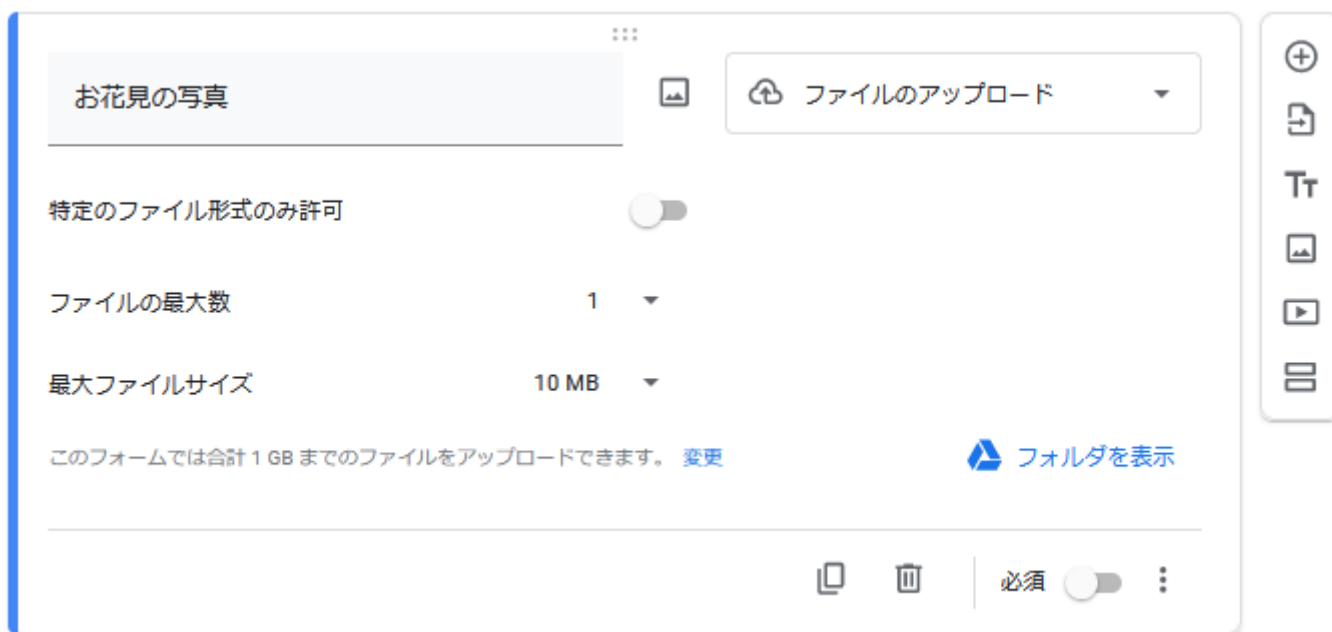 お花見の写真
ファイルのアップロード
特定のファイル形式のみ許可
ファイルの最大数 1
最大ファイルサイズ 10 MB
このフォームでは合計 1 GB までのファイルをアップロードできます。 変更
フォルダを表示
必須
Tт